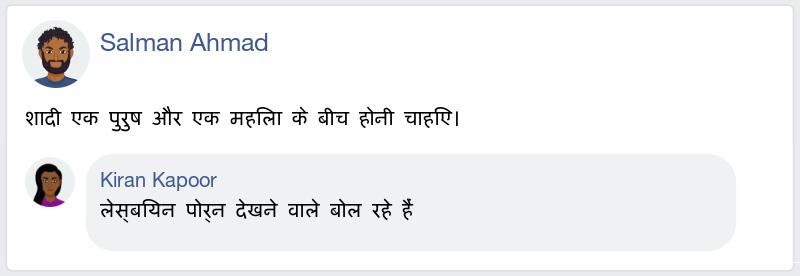 Salman Ahmad
शादी एक पुरुष और एक महिला के बीच होनी चाहिए।
Kiran Kapoor
लेस्बियिन पोर्न देखने वाले बोल रहे हैं